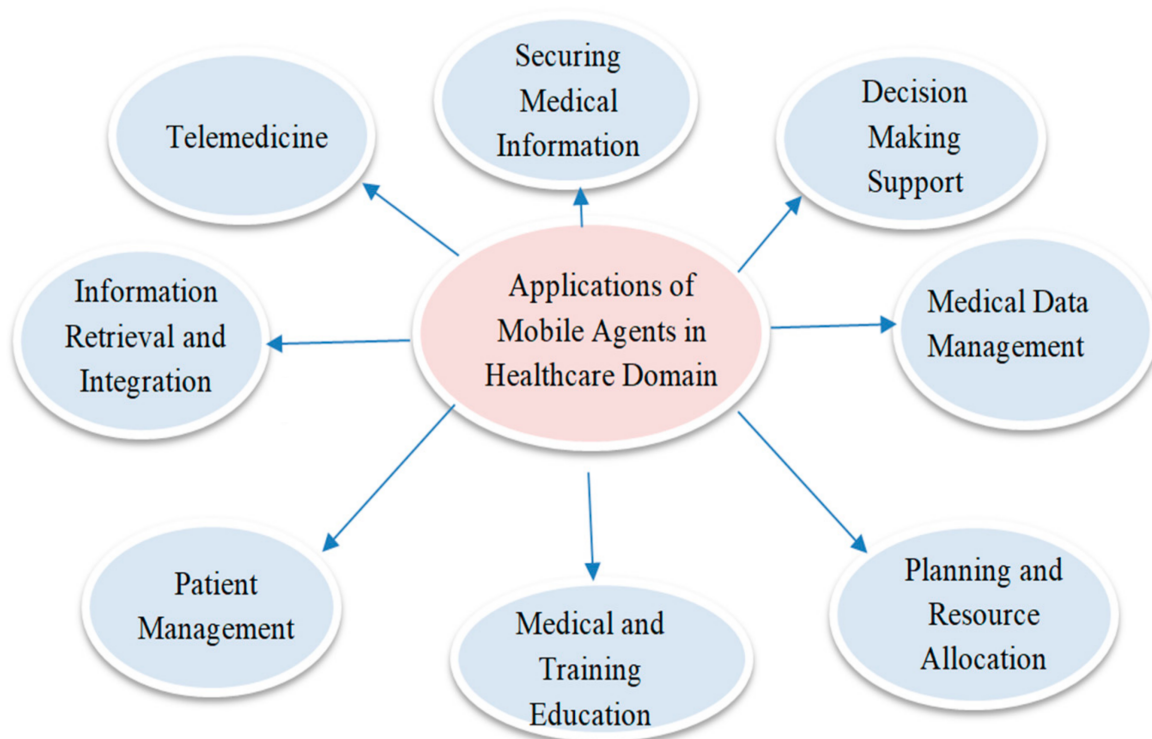 Securing
Medical
Information
Telemedicine
Decision
Making
Support
Information
Retrieval and
Integration
Applications of
Mobile Agents in
Healthcare Domain
Medical Data
Management
Patient
Management
Medical and
Training
Education
Planning and
Resource
Allocation